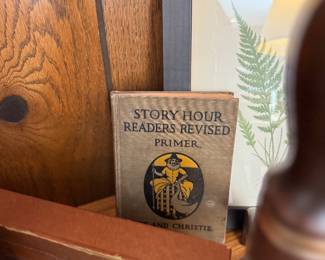 STORY HOUR
READERS REVISED
PRIMER
AND CHRISTIE